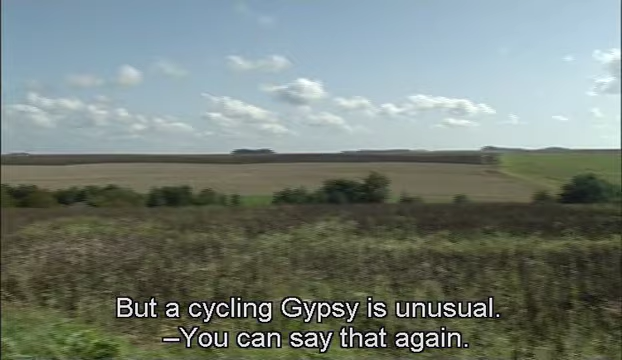 But a cycling Gypsy is unusual.
–You can say that again.